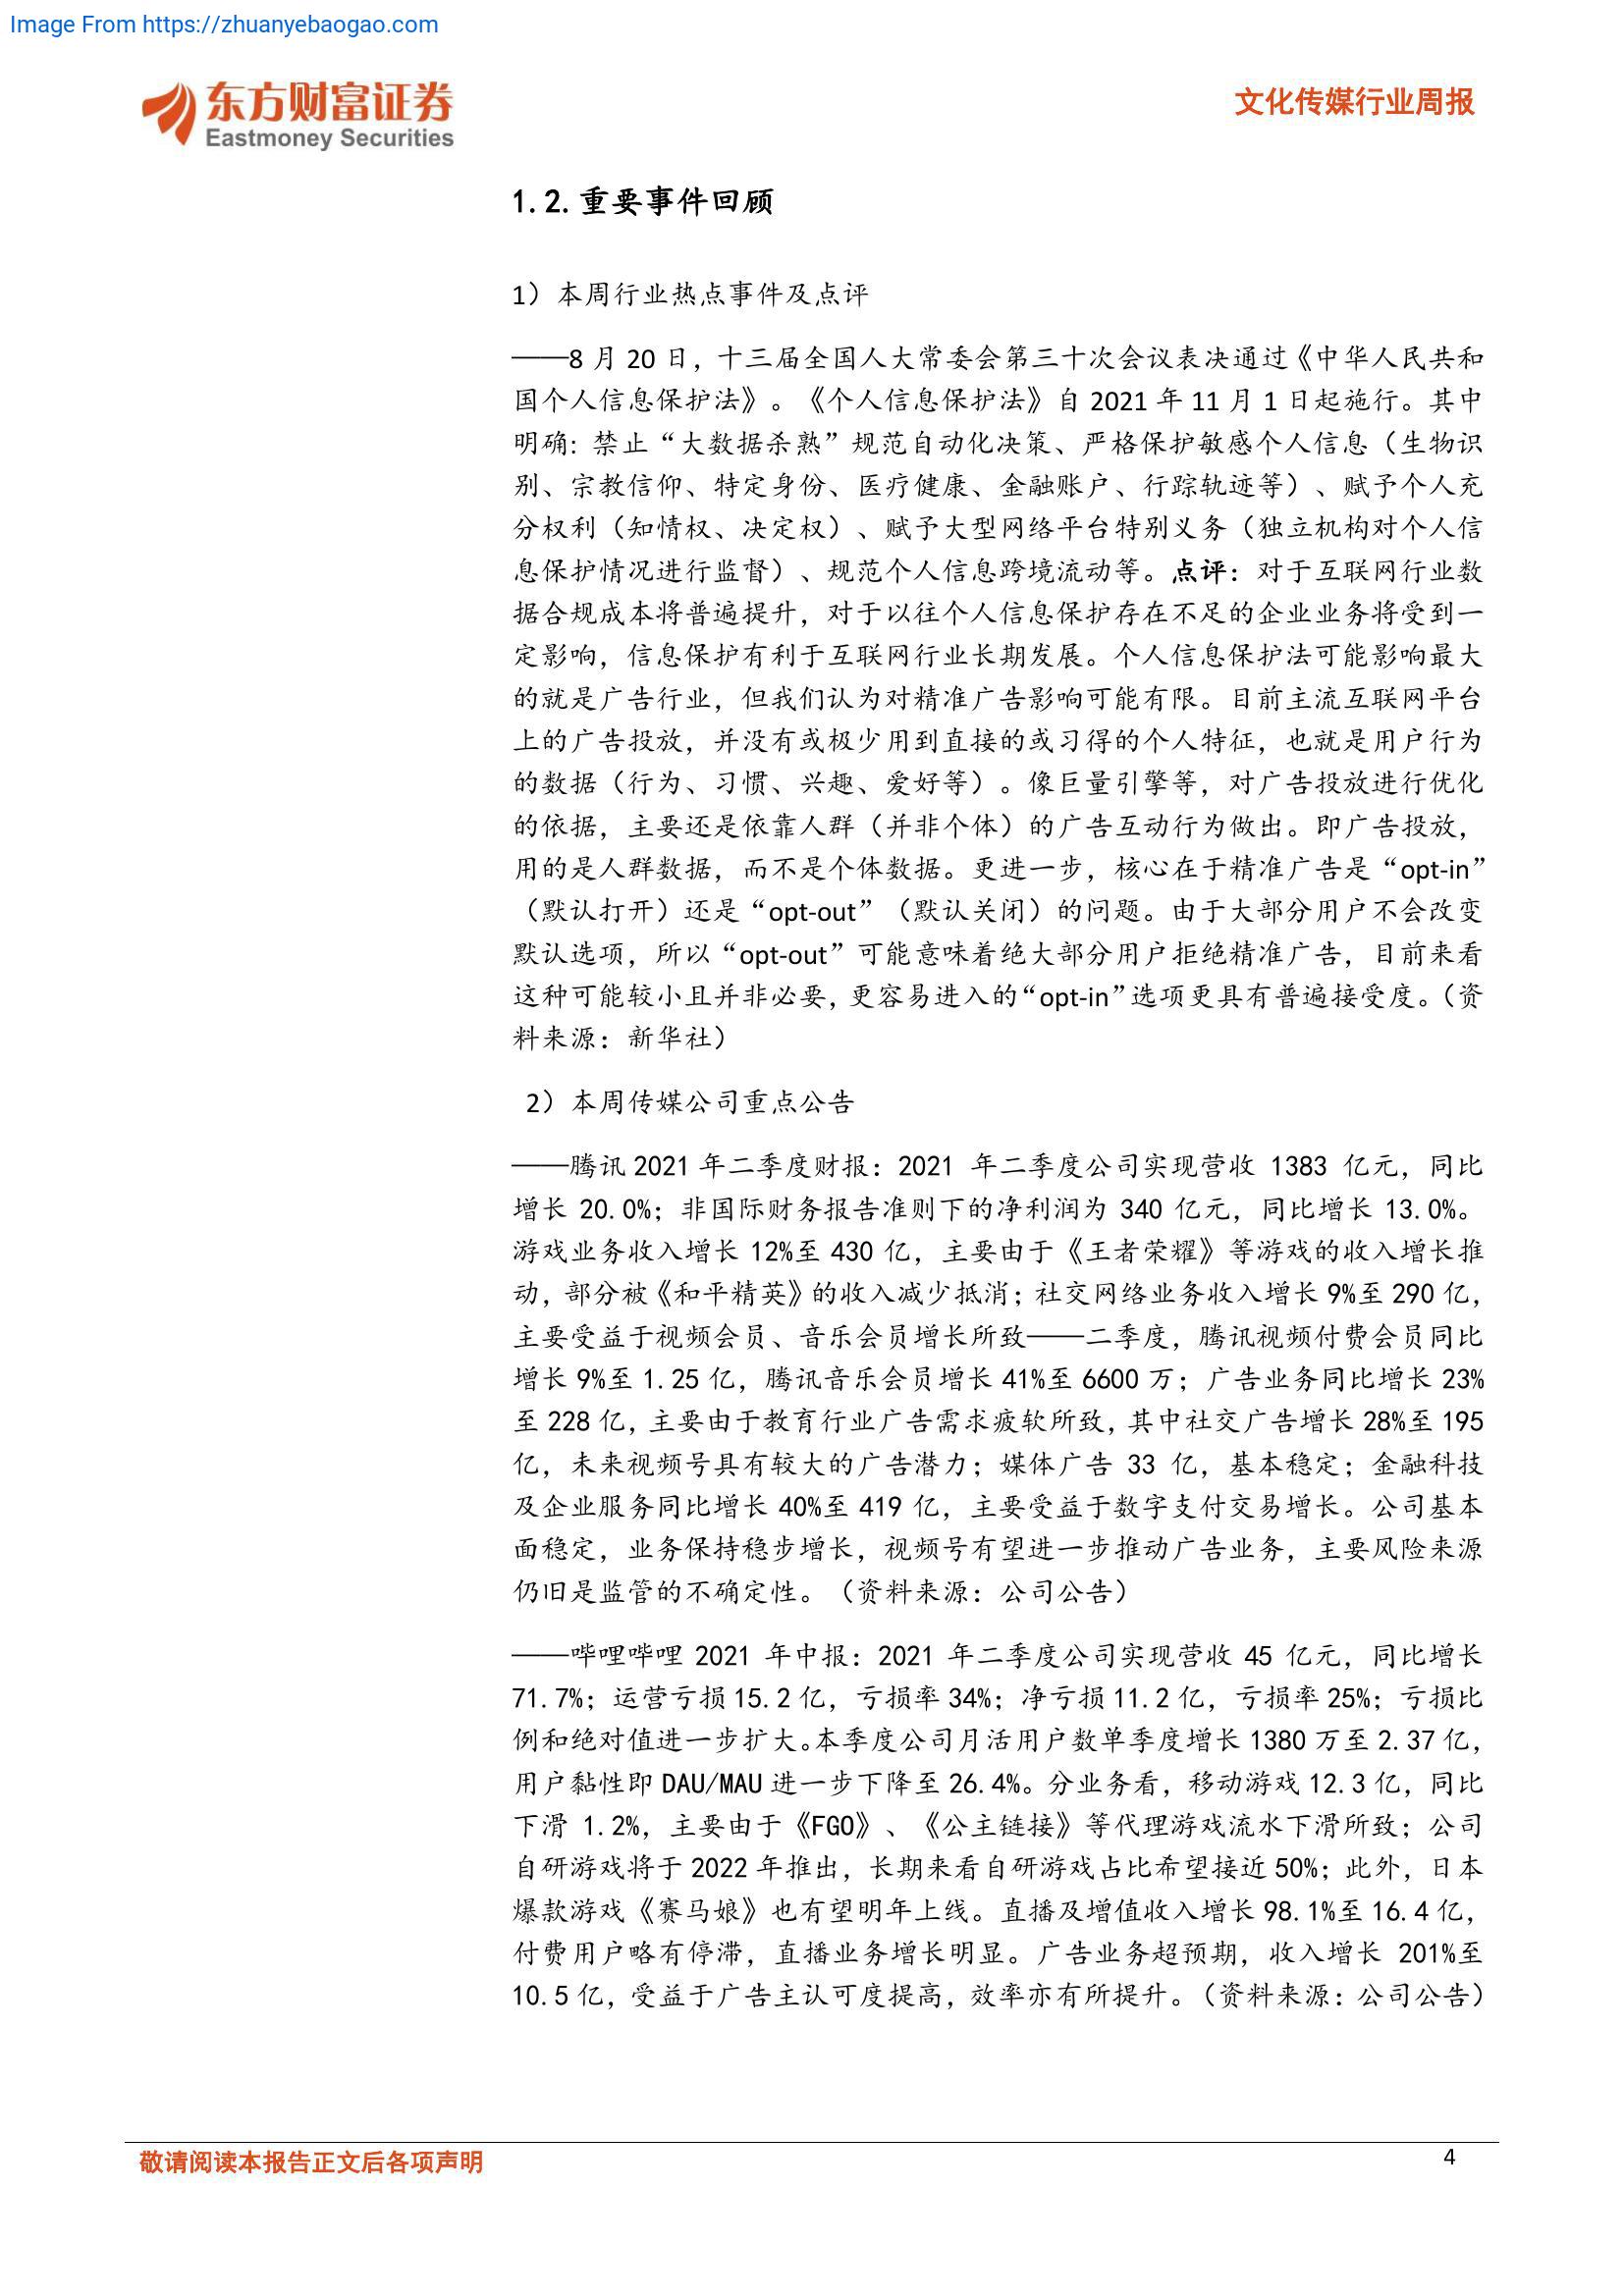 Image From https://zhuanyebaogao.com
东方财富证券
Eastmoney Securities
文化传媒行业周报
1.2.重要事件回顾
1）本周行业热点事件及点评
——8 月 20 日，十三届全国人大常委会第三十次会议表决通过《中华人民共和
国个人信息保护法》。《个人信息保护法》自 2021 年 11 月 1 日起施行。其中
明确：禁止“大数据杀熟”规范自动化决策、严格保护敏感个人信息（生物识
别、宗教信仰、特定身份、医疗健康、金融账户、行踪轨迹等）、赋予个人充
分权利（知情权、决定权）、赋予大型网络平台特别义务（独立机构对个人信
息保护情况进行监督）、规范个人信息跨境流动等。点评：对于互联网行业数
据合规成本将普遍提升，对于以往个人信息保护存在不足的企业业务将受到一
定影响，信息保护有利于互联网行业长期发展。个人信息保护法可能影响最大
的就是广告行业，但我们认为对精准广告影响可能有限。目前主流互联网平台
上的广告投放，并没有或极少用到直接的或习得的个人特征，也就是用户行为
的数据（行为、习惯、兴趣、爱好等）。像巨量引擎等，对广告投放进行优化
的依据，主要还是依靠人群（并非个体）的广告互动行为做出。即广告投放，
用的是人群数据，而不是个体数据。更进一步，核心在于精准广告是“opt-in”
（默认打开）还是“opt-out”（默认关闭）的问题。由于大部分用户不会改变
默认选项，所以“opt-out”可能意味着绝大部分用户拒绝精准广告，目前来看
这种可能较小且并非必要，更容易进入的“opt-in”选项更具有普遍接受度。（资
料来源：新华社）
2）本周传媒公司重点公告
——腾讯 2021 年二季度财报：2021 年二季度公司实现营收 1383 亿元，同比
增长 20.0%；非国际财务报告准则下的净利润为 340 亿元，同比增长 13.0%。
游戏业务收入增长 12%至 430 亿，主要由于《王者荣耀》等游戏的收入增长推
动，部分被《和平精英》的收入减少抵消；社交网络业务收入增长 9%至 290 亿，
主要受益于视频会员、音乐会员增长所致——二季度，腾讯视频付费会员同比
增长 9%至 1.25 亿，腾讯音乐会员增长 41%至 6600 万；广告业务同比增长 23%
至 228 亿，主要由于教育行业广告需求疲软所致，其中社交广告增长 28%至 195
亿，未来视频号具有较大的广告潜力；媒体广告 33 亿，基本稳定；金融科技
及企业服务同比增长 40%至 419 亿，主要受益于数字支付交易增长。公司基本
面稳定，业务保持稳步增长，视频号有望进一步推动广告业务，主要风险来源
仍旧是监管的不确定性。（资料来源：公司公告）
——哔哩哔哩 2021 年中报：2021 年二季度公司实现营收 45 亿元，同比增长
71.7%；运营亏损 15.2 亿，亏损率 34%；净亏损 11.2 亿，亏损率 25%；亏损比
例和绝对值进一步扩大。本季度公司月活用户数单季度增长 1380 万至 2.37 亿，
用户黏性即 DAU/MAU 进一步下降至 26.4%。分业务看，移动游戏 12.3 亿，同比
下滑 1.2%，主要由于《FGO》、《公主链接》等代理游戏流水下滑所致；公司
自研游戏将于 2022 年推出，长期来看自研游戏占比希望接近 50%；此外，日本
爆款游戏《赛马娘》也有望明年上线。直播及增值收入增长 98.1%至 16.4 亿，
付费用户略有停滞，直播业务增长明显。广告业务超预期，收入增长 201%至
10.5 亿，受益于广告主认可度提高，效率亦有所提升。（资料来源：公司公告）
敬请阅读本报告正文后各项声明
4